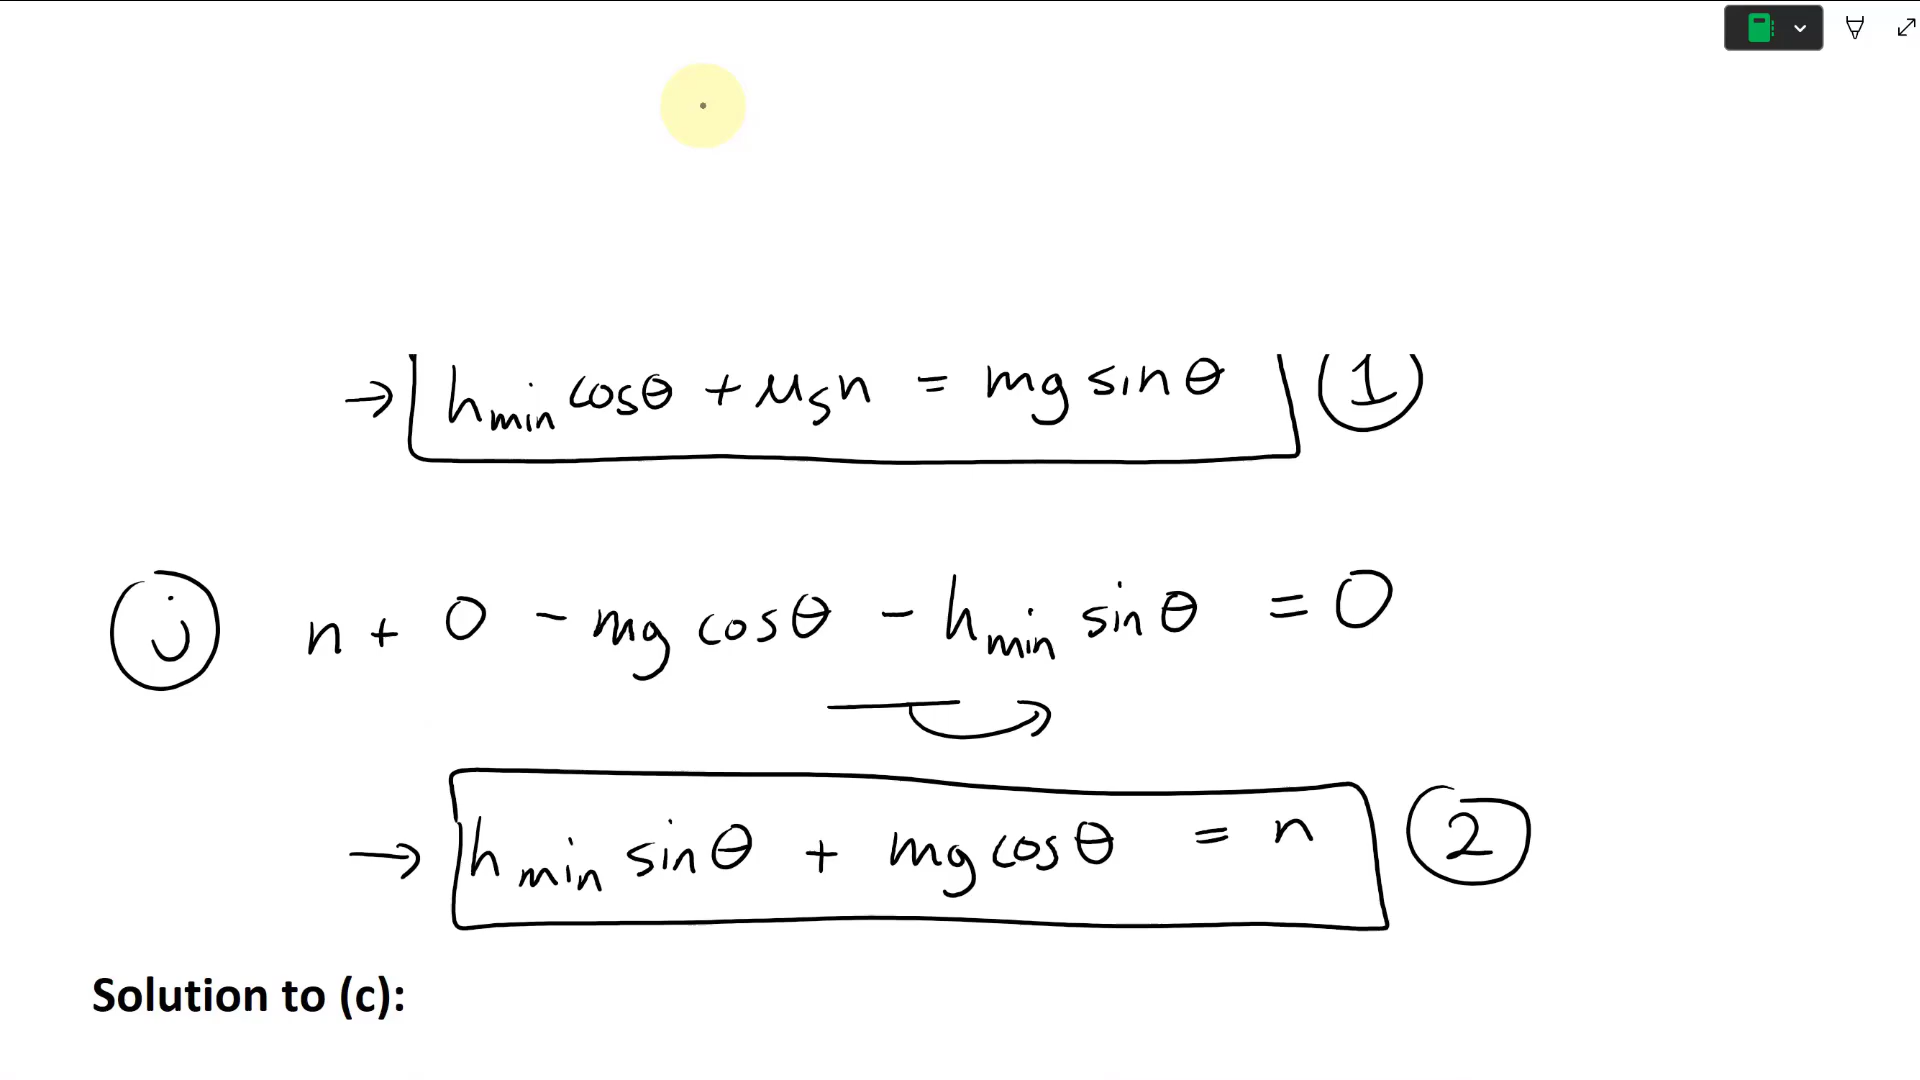 → h_min cosθ + μ_s n = mg sinθ (1)
(j) n + 0 - mg cosθ - h_min sinθ = 0
→ h_min sinθ + mg cosθ = n (2)
Solution to (c):